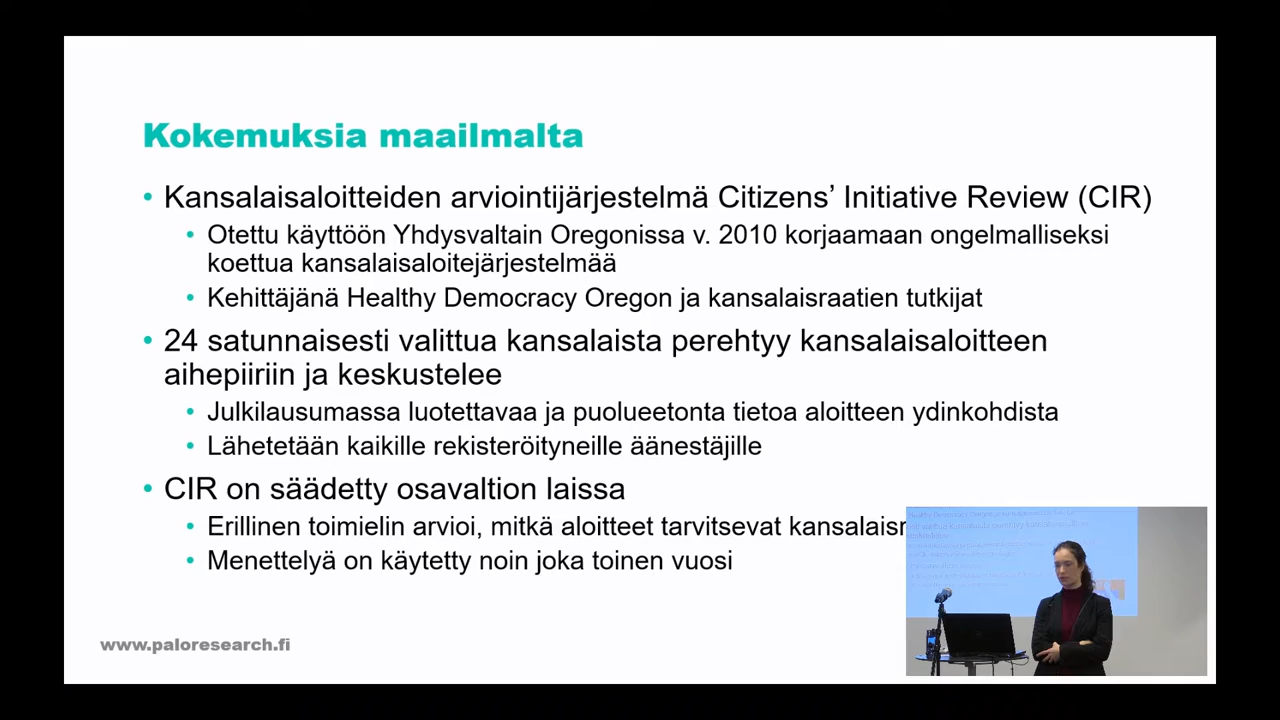 Kokemuksia maailmalta
• Kansalaisaloitteiden arviointijärjestelmä Citizens’ Initiative Review (CIR)
• Otettu käyttöön Yhdysvaltain Oregonissa v. 2010 korjaamaan ongelmalliseksi
koettua kansalaisaloitejärjestelmää
• Kehittäjänä Healthy Democracy Oregon ja kansalaisraatien tutkijat
• 24 satunnaisesti valittua kansalaista perehtyy kansalaisaloitteen
aihepiiriin ja keskustelee
• Julkilausumassa luotettavaa ja puolueetonta tietoa aloitteen ydinkohdista
• Lähetetään kaikille rekisteröityneille äänestäjille
• CIR on säädetty osavaltion laissa
• Erillinen toimielin arvioi, mitkä aloitteet tarvitsevat
• Menettelyä on käytetty noin joka toinen vuosi
www.paloresearch.fi